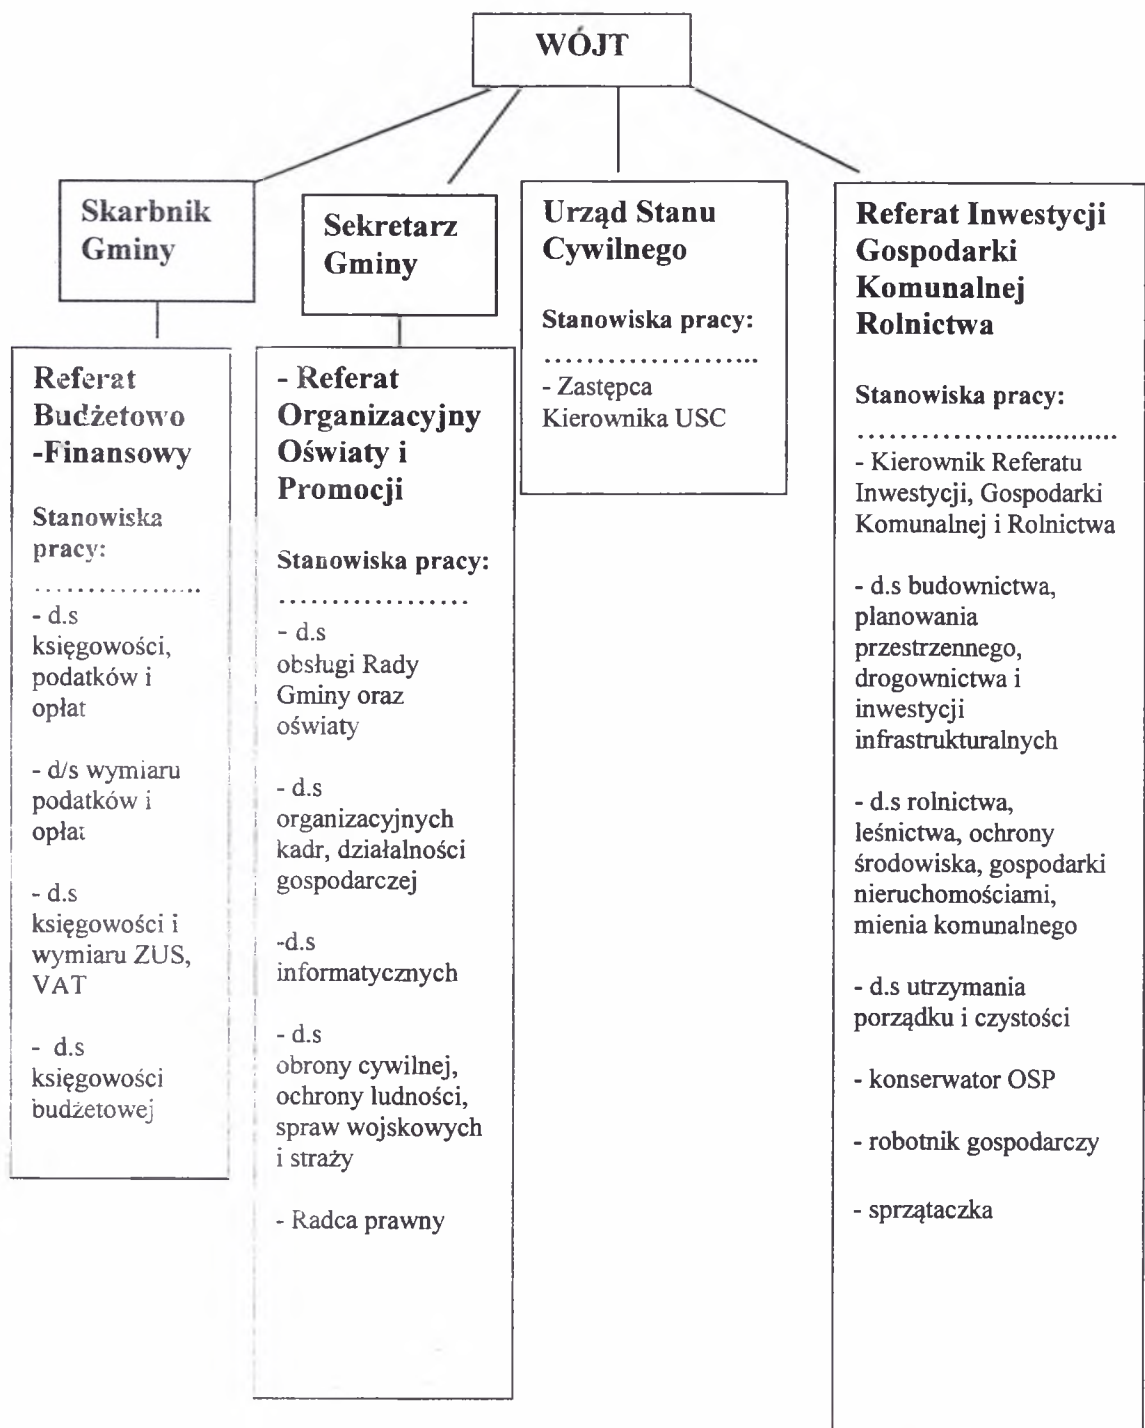 WÓJT
Skarbnik
Gminy
Referat
Budżetowo
-Finansowy
Stanowiska
pracy:
..................
- d.s
księgowości,
podatków i
opłat
- d/s wymiaru
podatków i
opłat
- d.s
księgowości i
wymiaru ZUS,
VAT
- d.s
księgowości
budżetowej
Sekretarz
Gminy
- Referat
Organizacyjny
Oświaty i
Promocji
Stanowiska pracy:
..................
- d.s
obsługi Rady
Gminy oraz
oświaty
- d.s
organizacyjnych
kadr, działalności
gospodarczej
-d.s
informatycznych
- d.s
obrony cywilnej,
ochrony ludności,
spraw wojskowych
i straży
- Radca prawny
Urząd Stanu
Cywilnego
Stanowiska pracy:
.....................
- Zastępca
Kierownika USC
Referat Inwestycji
Gospodarki
Komunalnej
Rolnictwa
Stanowiska pracy:
............................
- Kierownik Referatu
Inwestycji, Gospodarki
Komunalnej i Rolnictwa
- d.s budownictwa,
planowania
przestrzennego,
drogownictwa i
inwestycji
infrastrukturalnych
- d.s rolnictwa,
leśnictwa, ochrony
środowiska, gospodarki
nieruchomościami,
mienia komunalnego
- d.s utrzymania
porządku i czystości
- konserwator OSP
- robotnik gospodarczy
- sprzątaczka